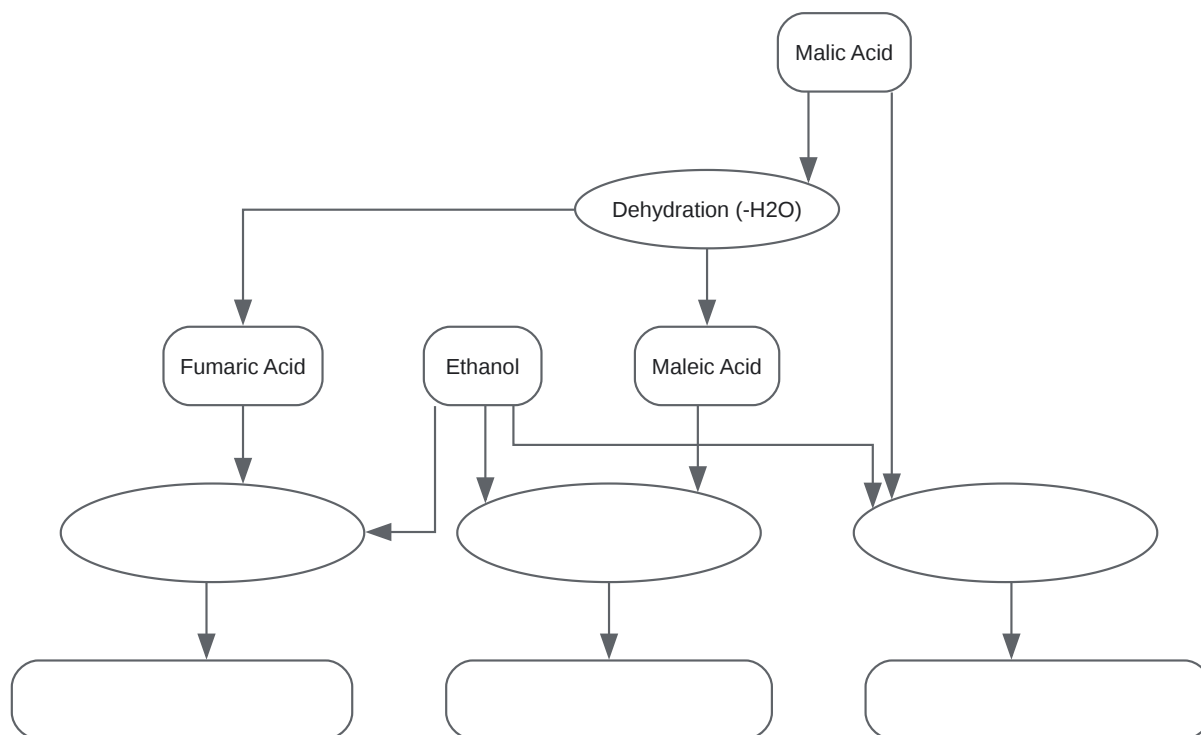 Malic Acid
Dehydration (-H2O)
Fumaric Acid
Ethanol
Maleic Acid